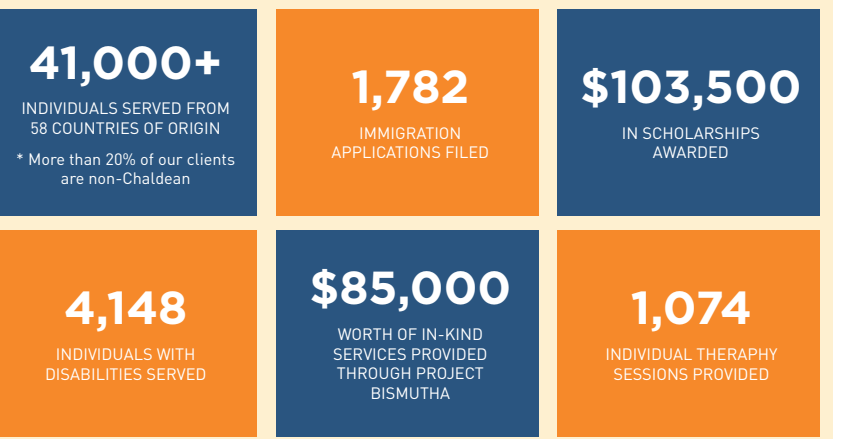 41,000+
INDIVIDUALS SERVED FROM
58 COUNTRIES OF ORIGIN
* More than 20% of our clients
are non-Chaldean
1,782
IMMIGRATION
APPLICATIONS FILED
$103,500
IN SCHOLARSHIPS
AWARDED
4,148
INDIVIDUALS WITH
DISABILITIES SERVED
$85,000
WORTH OF IN-KIND
SERVICES PROVIDED
THROUGH PROJECT
BISMUTHA
1,074
INDIVIDUAL THERAPHY
SESSIONS PROVIDED